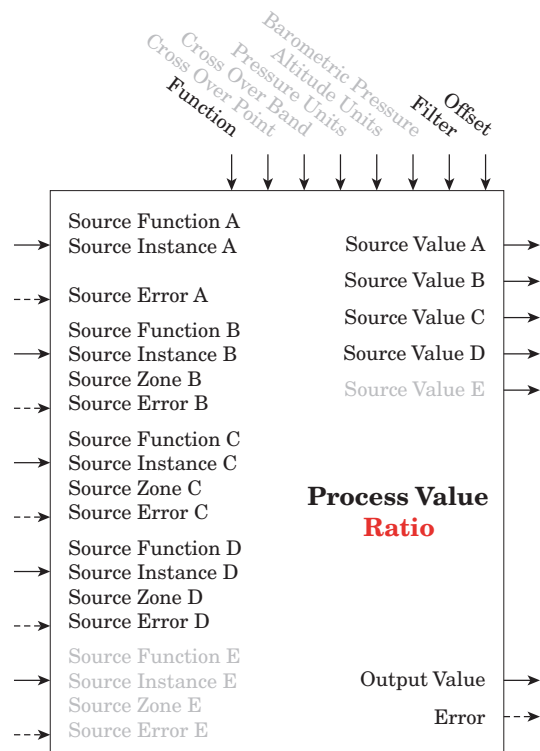 Function
Cross Over Point
Cross Over Band
Pressure Units
Altitude Units
Barometric Pressure
Filter
Offset
Source Function A
Source Instance A
Source Error A
Source Function B
Source Instance B
Source Zone B
Source Error B
Source Function C
Source Instance C
Source Zone C
Source Error C
Source Function D
Source Instance D
Source Zone D
Source Error D
Source Function E
Source Instance E
Source Zone E
Source Error E
Source Value A
Source Value B
Source Value C
Source Value D
Source Value E
Process Value
Ratio
Output Value
Error